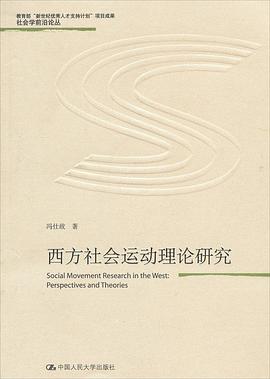 教育部“新世纪优秀人才支持计划”项目成果
社会学前沿论丛
冯仕政 著
西方社会运动理论研究
Social Movement Research in the West:
Perspectives and Theories
中国人民大学出版社